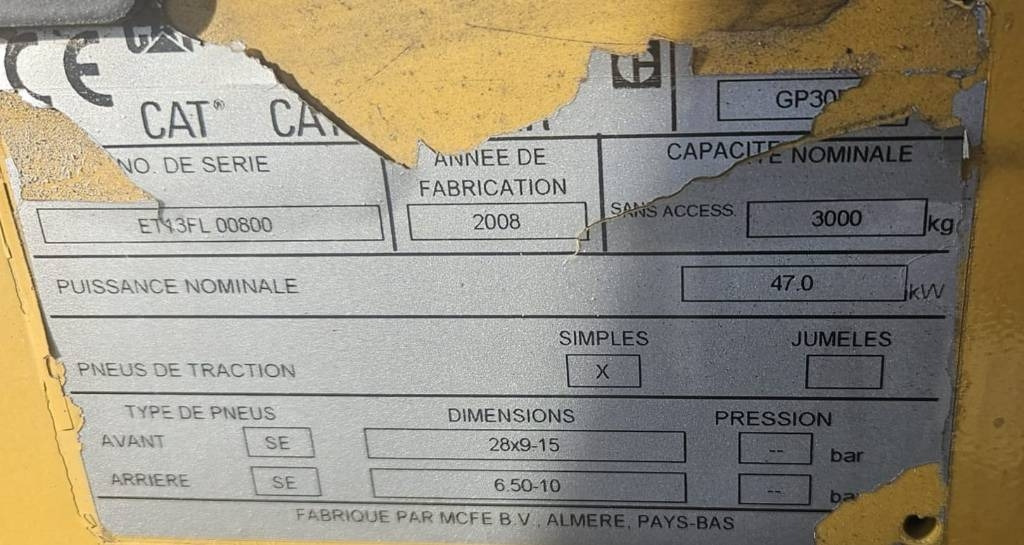 CE
CAT® CAT
GP30
NO. DE SERIE
ET13FL 00800
ANNEE DE
FABRICATION
2008
CAPACITE NOMINALE
SANS ACCESS. 3000 kg
PUISSANCE NOMINALE 47.0 kW
SIMPLES JUMELES
PNEUS DE TRACTION X
TYPE DE PNEUS DIMENSIONS PRESSION
AVANT SE 28x9-15 -- bar
ARRIERE SE 6.50-10 -- ba
FABRIQUE PAR MCFE B.V., ALMERE, PAYS-BAS